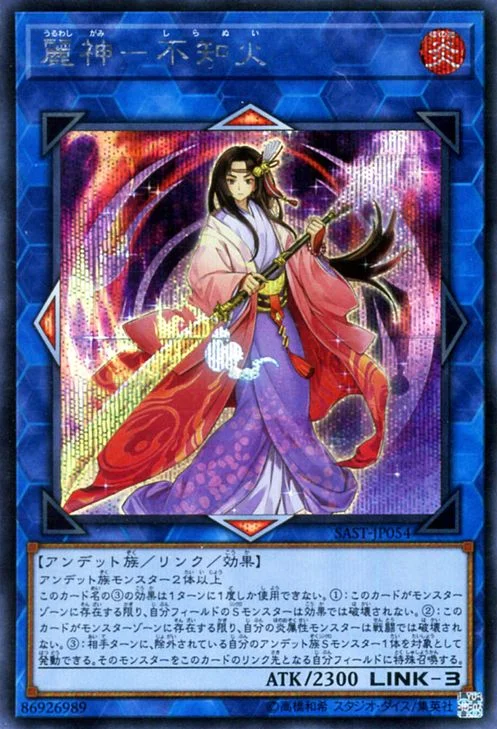 うるわしがみ しらぬい
麗神－不知火
炎
SAST-JP054
【アンデット族／リンク／効果】
アンデット族モンスター２体以上
このカード名の③の効果は１ターンに１度しか使用できない。①：このカードがモンスター
ゾーンに存在する限り、自分フィールドのＳモンスターは効果では破壊されない。②：この
カードがモンスターゾーンに存在する限り、自分の炎属性モンスターは戦闘では破壊され
ない。③：相手ターンに、除外されている自分のアンデット族Ｓモンスター１体を対象として
発動できる。そのモンスターをこのカードのリンク先となる自分フィールドに特殊召喚する。
ATK/2300 LINK-3
86926989 ©高橋和希 スタジオ・ダイス/集英社